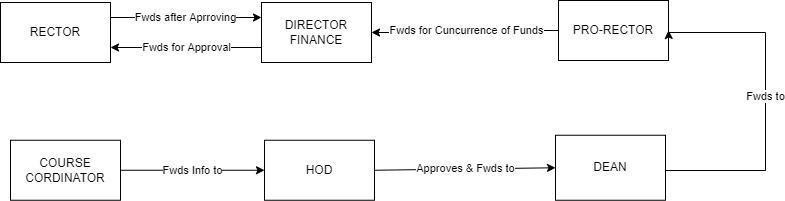 RECTOR
Fwds after Aprroving
Fwds for Approval
DIRECTOR
FINANCE
Fwds for Cuncurrence of Funds
PRO-RECTOR
Fwds to
COURSE
CORDINATOR
Fwds Info to
HOD
Approves & Fwds to
DEAN